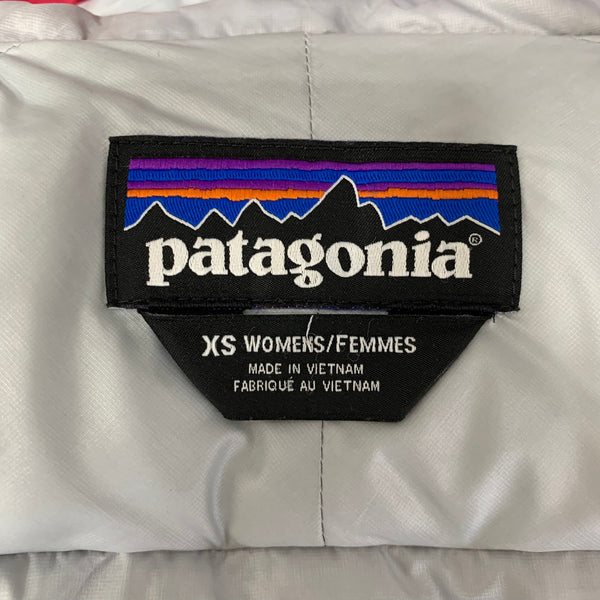 patagonia®
XS WOMENS/FEMMES
MADE IN VIETNAM
FABRIQUÉ AU VIETNAM